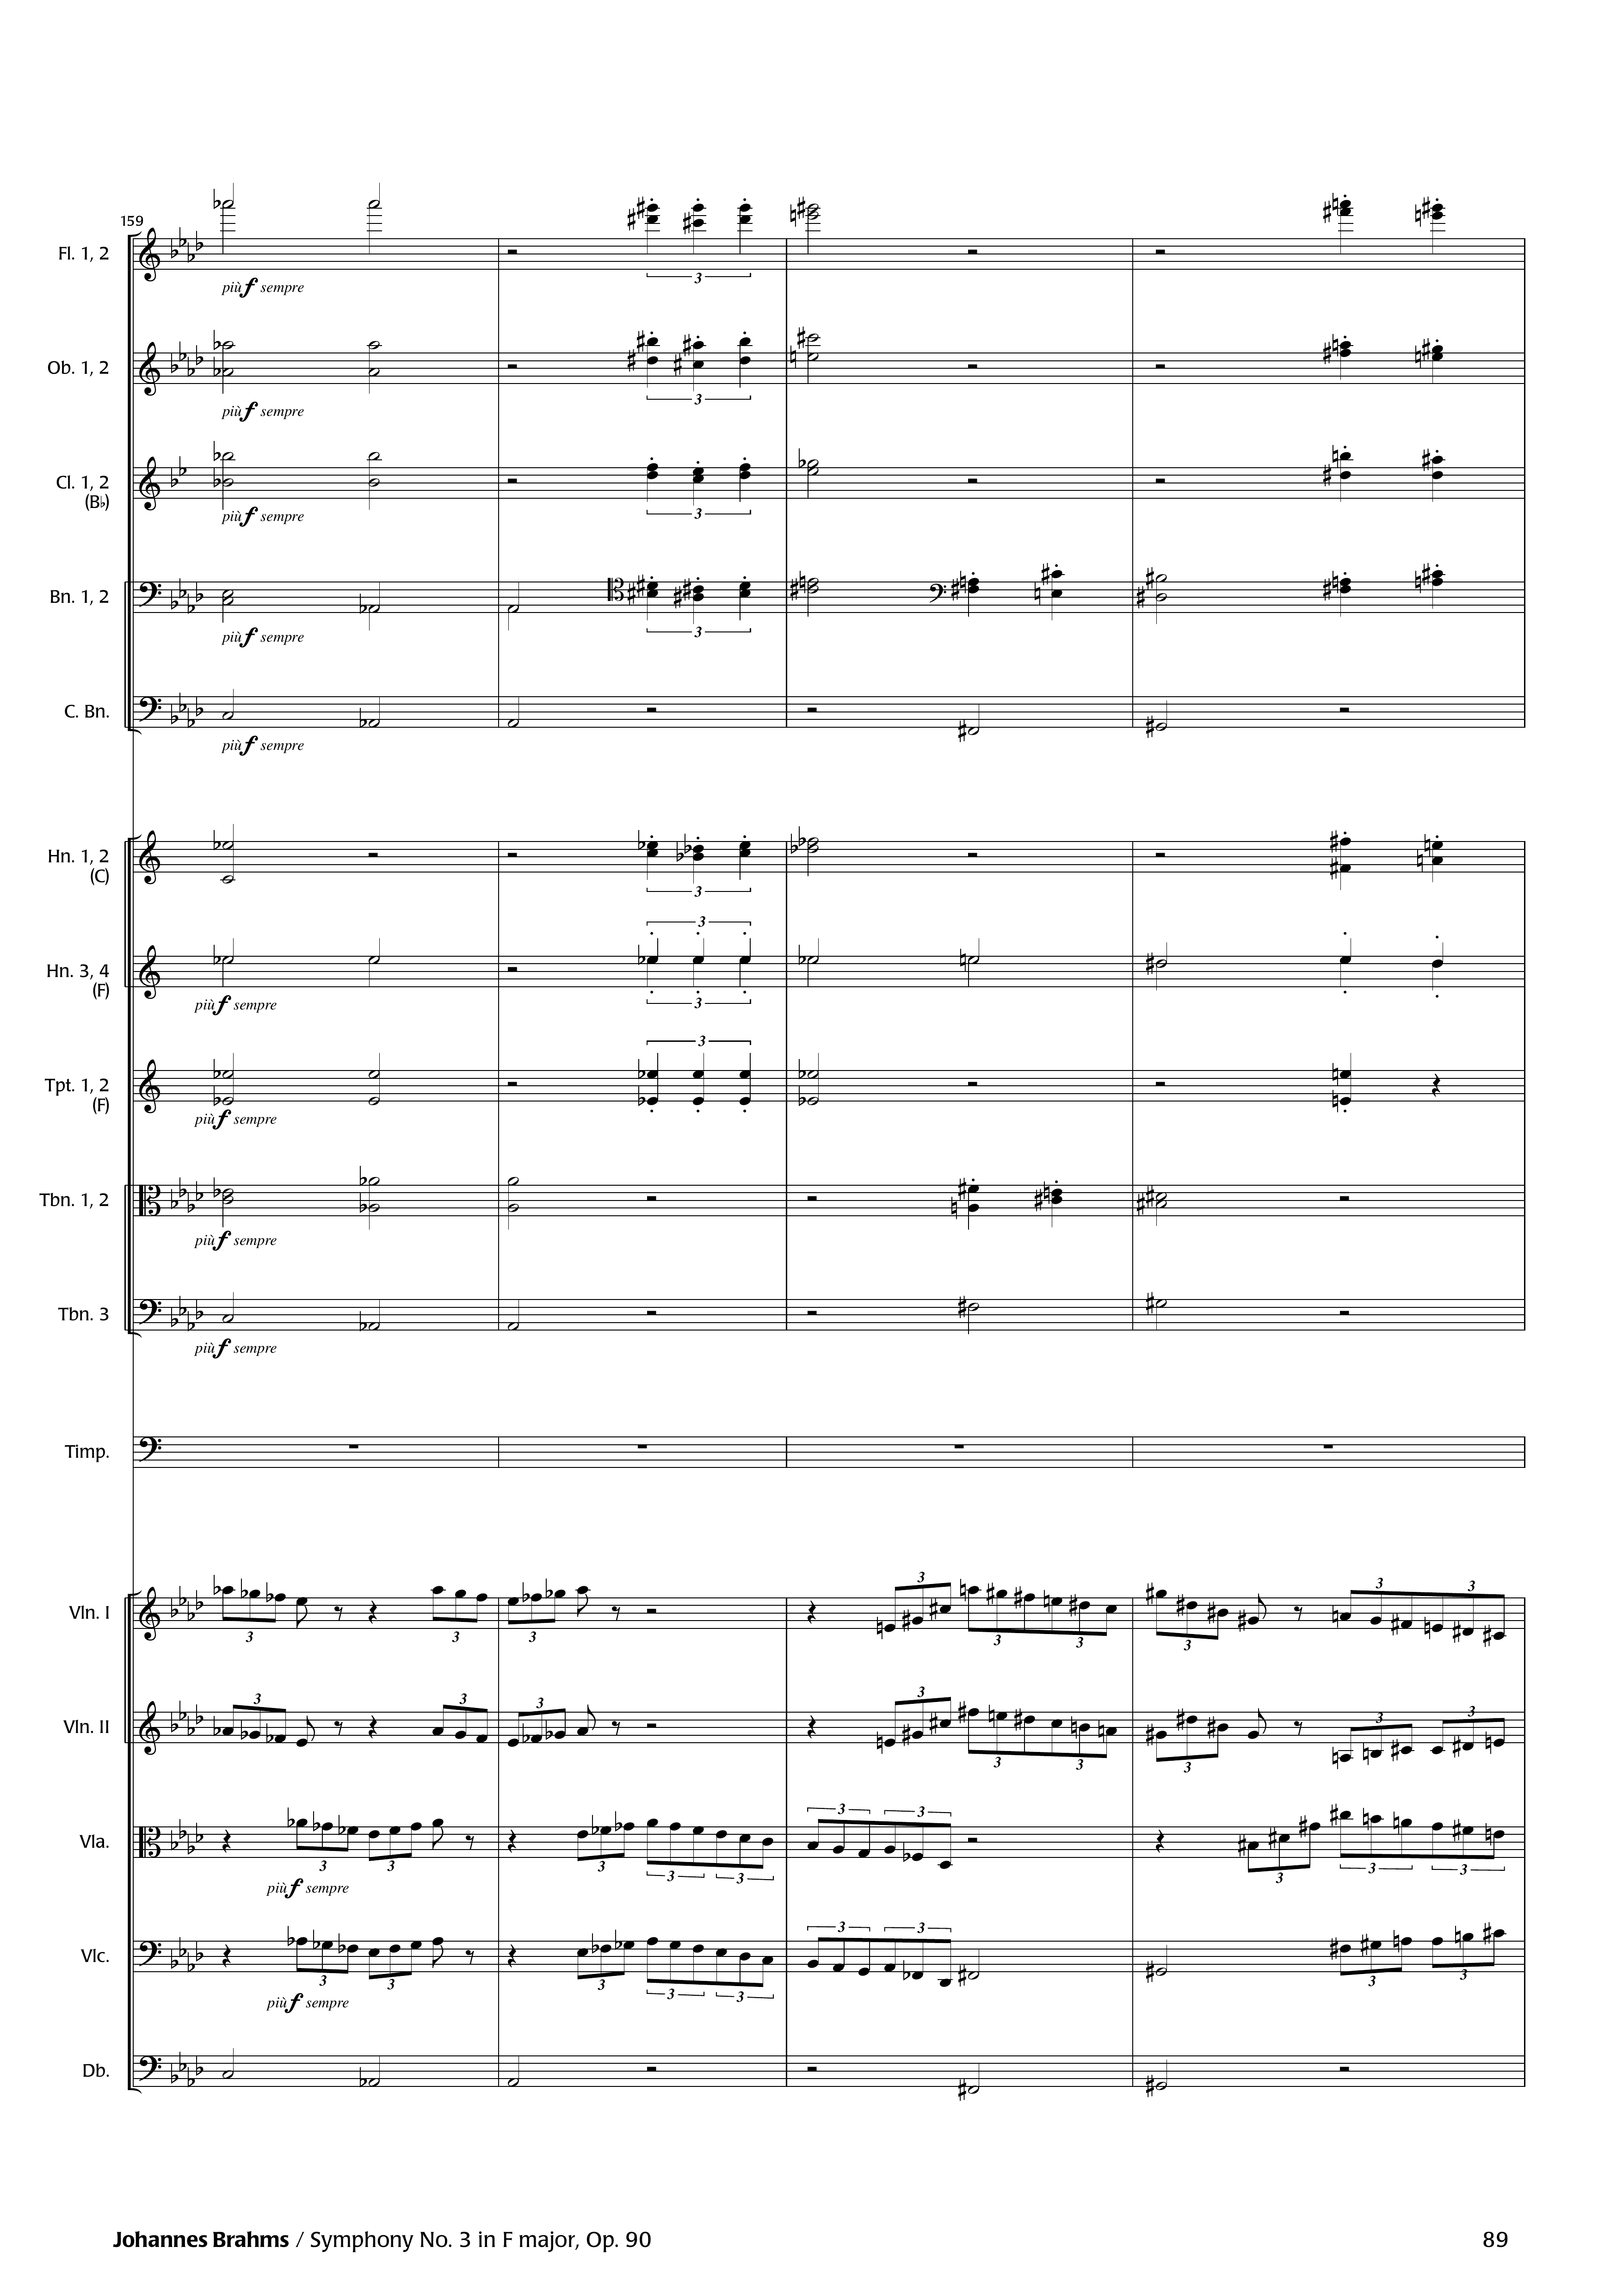 159
Fl. 1, 2
più f sempre
3
Ob. 1, 2
più f sempre
3
Cl. 1, 2
(B♭)
più f sempre
3
Bn. 1, 2
più f sempre
3
C. Bn.
più f sempre
Hn. 1, 2
(C)
3
3
Hn. 3, 4
(F)
più f sempre
3
3
Tpt. 1, 2
(F)
più f sempre
Tbn. 1, 2
più f sempre
Tbn. 3
più f sempre
Timp.
Vln. I
3 3 3 3 3 3 3 3 3
Vln. II
3 3 3 3 3 3 3 3 3
Vla.
3 3 3 3 3 3 3 3 3 3
più f sempre
Vlc.
3 3 3 3 3 3 3 3 3
più f sempre
Db.
Johannes Brahms / Symphony No. 3 in F major, Op. 90 89